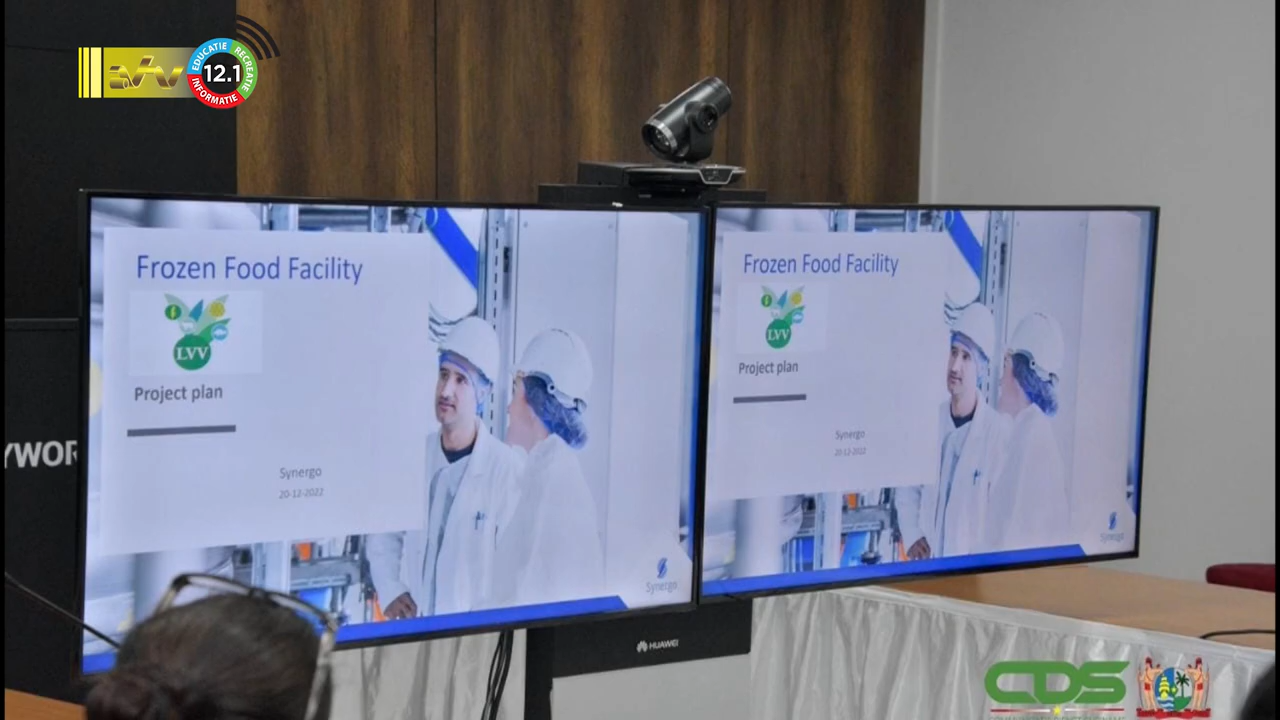 EDUCATIE
RECREATIE
INFORMATIE
12.1
YWOR
Frozen Food Facility
LVV
Project plan
Synergo
20-12-2022
Synergo
Frozen Food Facility
LVV
Project plan
Synergo
20-12-2022
Synergo
HUAWEI
CDS